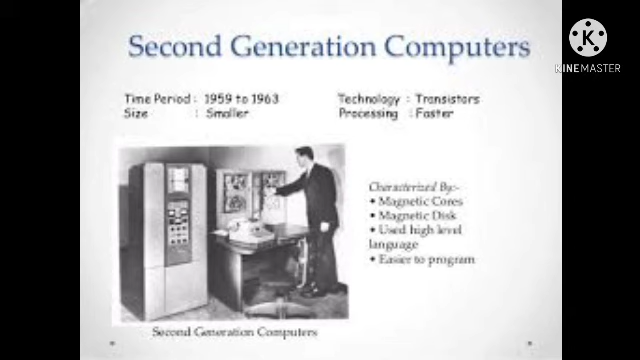 Second Generation Computers
Time Period : 1959 to 1963
Size : Smaller
Technology : Transistors
Processing : Faster
Characterized By:-
• Magnetic Cores
• Magnetic Disk
• Used high level
language
• Easier to program
Second Generation Computers
K
KINEMASTER